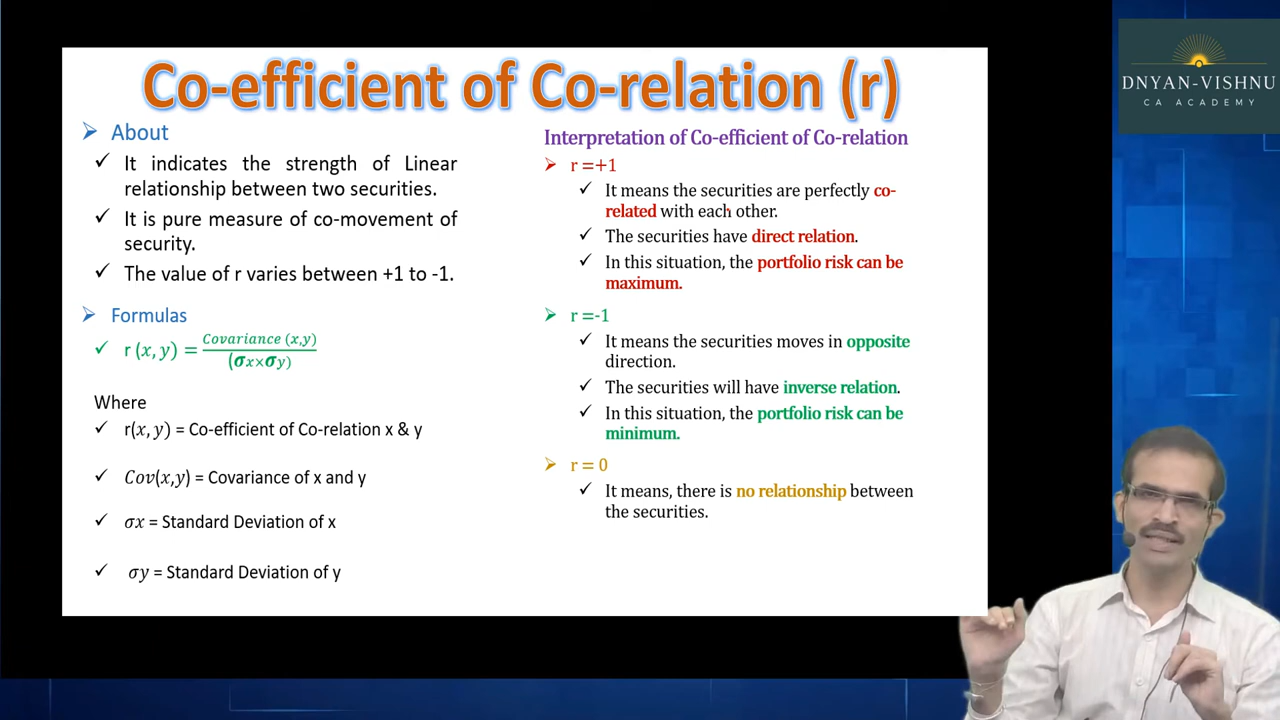 Co-efficient of Co-relation (r)
About
It indicates the strength of Linear
relationship between two securities.
It is pure measure of co-movement of
security.
The value of r varies between +1 to -1.
Formulas
r (x, y) = Covariance (x,y) / (σx×σy)
Where
r(x, y) = Co-efficient of Co-relation x & y
Cov(x,y) = Covariance of x and y
σx = Standard Deviation of x
σy = Standard Deviation of y
Interpretation of Co-efficient of Co-relation
r =+1
It means the securities are perfectly co-
related with each other.
The securities have direct relation.
In this situation, the portfolio risk can be
maximum.
r =-1
It means the securities moves in opposite
direction.
The securities will have inverse relation.
In this situation, the portfolio risk can be
minimum.
r = 0
It means, there is no relationship between
the securities.
DNYAN-VISHNU
CA ACADEMY